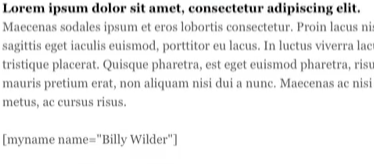 Lorem ipsum dolor sit amet, consectetur adipiscing elit.
Maecenas sodales ipsum et eros lobortis consectetur. Proin lacus
sagittis eget iaculis euismod, porttitor eu lacus. In luctus viverra
tristique placerat. Quisque pharetra, est eget euismod pharetra,
mauris pretium erat, non aliquam nisi dui a nunc. Maecenas ac nisi
metus, ac cursus risus.
[myname name="Billy Wilder"]